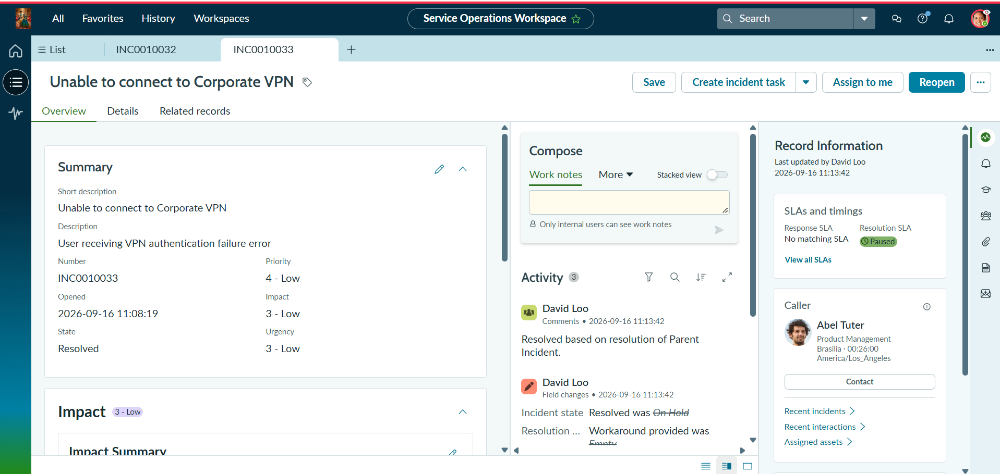 All Favorites History Workspaces
Service Operations Workspace
Search
List
INC0010032
INC0010033
Unable to connect to Corporate VPN
Save
Create incident task
Assign to me
Reopen
Overview
Details
Related records
Summary
Short description
Unable to connect to Corporate VPN
Description
User receiving VPN authentication failure error
Number
INC0010033
Priority
4 - Low
Opened
2026-09-16 11:08:19
Impact
3 - Low
State
Resolved
Urgency
3 - Low
Impact 3 - Low
Impact Summary
Compose
Work notes
More
Stacked view
Only internal users can see work notes
Activity 3
David Loo
Comments • 2026-09-16 11:13:42
Resolved based on resolution of Parent
Incident.
David Loo
Field changes • 2026-09-16 11:13:42
Incident state Resolved was On Hold
Resolution ... Workaround provided was
Empty
Record Information
Last updated by David Loo
2026-09-16 11:13:42
SLAs and timings
Response SLA
No matching SLA
Resolution SLA
Paused
View all SLAs
Caller
Abel Tuter
Product Management
Brasilia · 00:26:00
America/Los_Angeles
Contact
Recent incidents
Recent interactions
Assigned assets